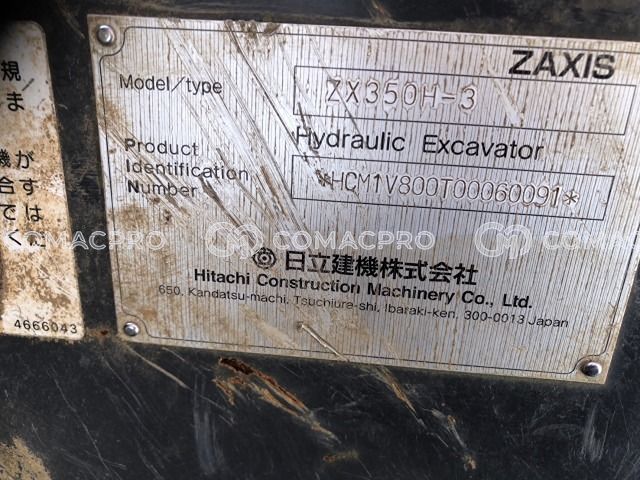 ZAXIS
Model/type ZX350H-3
Hydraulic Excavator
Product
Identification
Number *HCM1V800T00060091*
COMACPRO COMACPRO COMACPRO
日立建機株式会社
Hitachi Construction Machinery Co., Ltd.
650, Kandatsu-machi, Tsuchiura-shi, Ibaraki-ken, 300-0013 Japan
規
ま
機が
合す
では
く、
4666043